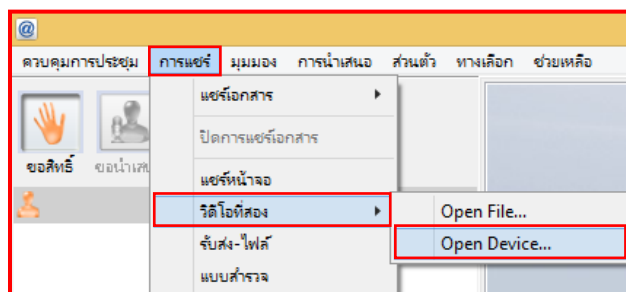 @
ควบคุมการประชุม การแชร์ มุมมอง การนำเสนอ ส่วนตัว ทางเลือก ช่วยเหลือ
ขอสิทธิ์ ขอนำเส
แชร์เอกสาร
ปิดการแชร์เอกสาร
แชร์หน้าจอ
วิดีโอที่สอง
รับส่ง-ไฟล์
แบบสำรวจ
Open File...
Open Device...